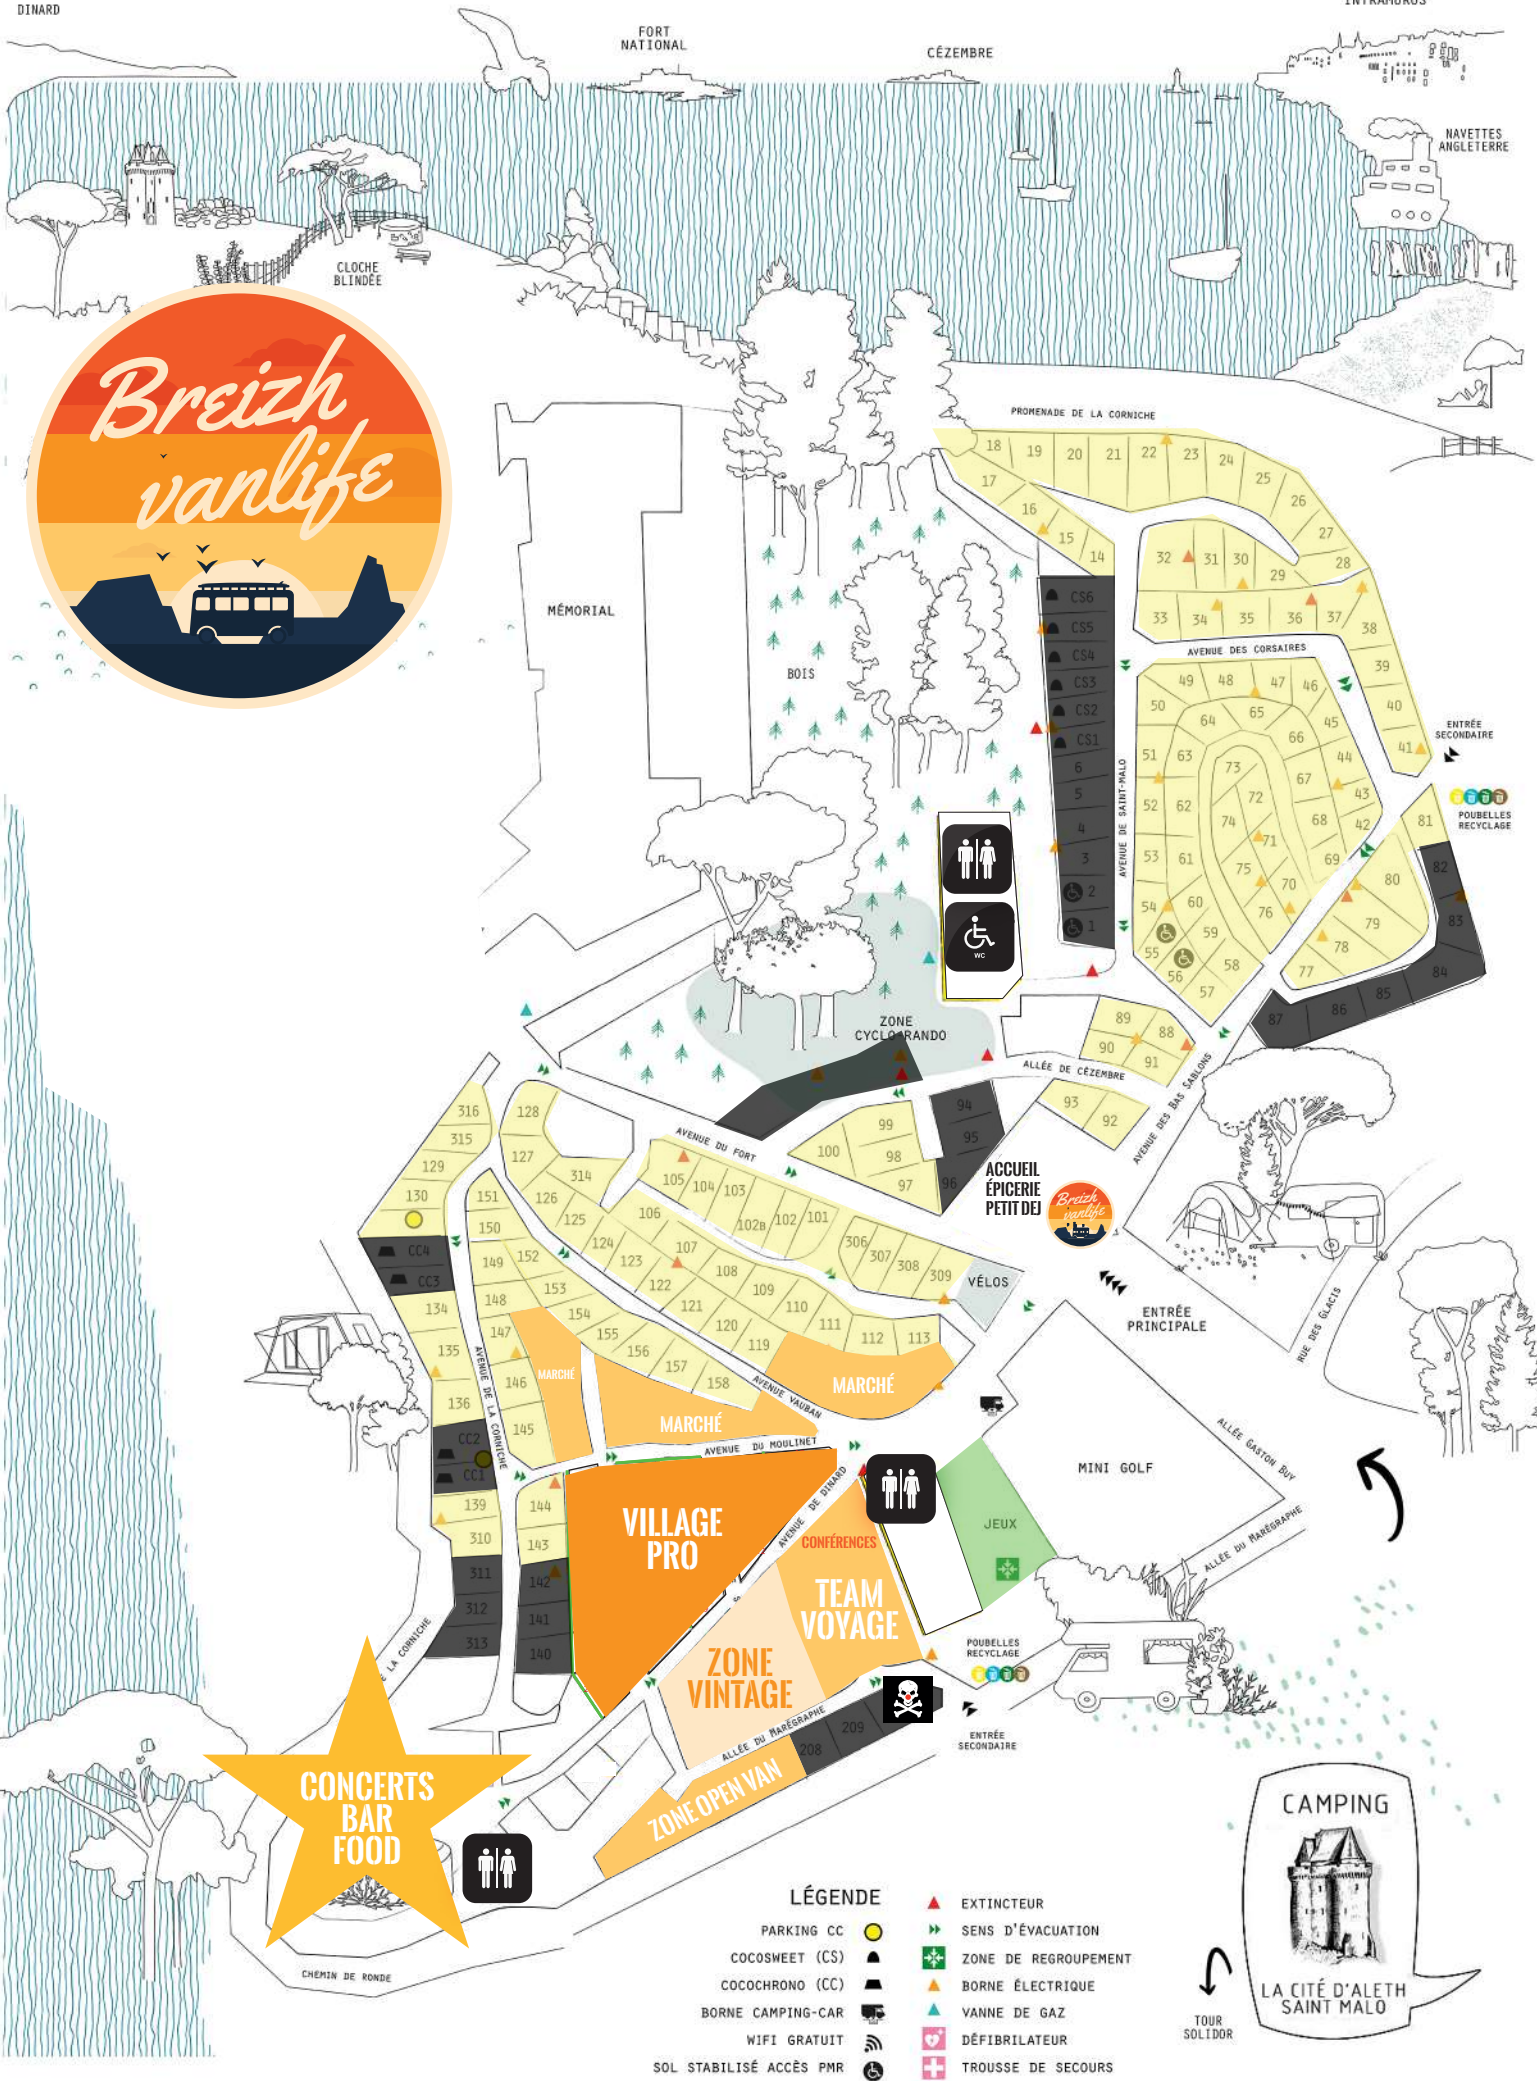 DINARD
FORT
NATIONAL
CÉZEMBRE
INTRAMUROS
NAVETTES
ANGLETERRE
CLOCHE
BLINDÉE
Breizh
vanlife
PROMENADE DE LA CORNICHE
18
19
20
21
22
23
24
25
26
27
28
17
16
15
14
32
31
30
29
33
34
35
36
37
38
39
40
41
MÉMORIAL
BOIS
CS6
CS5
CS4
CS3
CS2
CS1
6
5
4
3
2
1
AVENUE DES CORSAIRES
AVENUE DE SAINT-MALO
49
48
47
46
50
64
65
45
66
51
63
44
73
67
43
52
62
72
74
68
42
71
53
61
69
75
70
54
60
76
55
59
56
58
57
ENTRÉE
SECONDAIRE
POUBELLES
RECYCLAGE
81
82
80
83
79
78
77
84
85
86
87
WC
ZONE
CYCLO-RANDO
89
88
90
91
ALLÉE DE CÉZEMBRE
93
92
AVENUE DES BAS SABLONS
94
95
96
99
100
98
97
ACCUEIL
ÉPICERIE
PETIT DEJ
Breizh
vanlife
AVENUE DU FORT
316
128
315
129
127
314
130
151
126
150
125
CC4
CC3
149
152
124
123
153
148
134
154
122
105
104
103
102B
102
101
106
107
108
109
110
111
112
113
306
307
308
309
VÉLOS
ENTRÉE
PRINCIPALE
RUE DES GLACIS
121
120
119
147
155
156
157
158
135
146
136
145
MARCHÉ
MARCHÉ
MARCHÉ
AVENUE VAUBAN
AVENUE DE LA CORNICHE
AVENUE DU MOULINET
CC2
CC1
139
144
310
143
311
142
312
141
313
140
VILLAGE
PRO
AVENUE DE DINARD
CONFÉRENCES
TEAM
VOYAGE
JEUX
MINI GOLF
ALLÉE GASTON BUY
ALLÉE DU MARÉGRAPHE
ZONE
VINTAGE
POUBELLES
RECYCLAGE
ALLÉE DU MARÉGRAPHE
209
208
ENTRÉE
SECONDAIRE
ZONE OPEN VAN
LA CORNICHE
CONCERTS
BAR
FOOD
CHEMIN DE RONDE
LÉGENDE
PARKING CC
COCOSWEET (CS)
COCOCHRONO (CC)
BORNE CAMPING-CAR
WIFI GRATUIT
SOL STABILISÉ ACCÈS PMR
EXTINCTEUR
SENS D'ÉVACUATION
ZONE DE REGROUPEMENT
BORNE ÉLECTRIQUE
VANNE DE GAZ
DÉFIBRILATEUR
TROUSSE DE SECOURS
CAMPING
LA CITÉ D'ALETH
SAINT MALO
TOUR
SOLIDOR